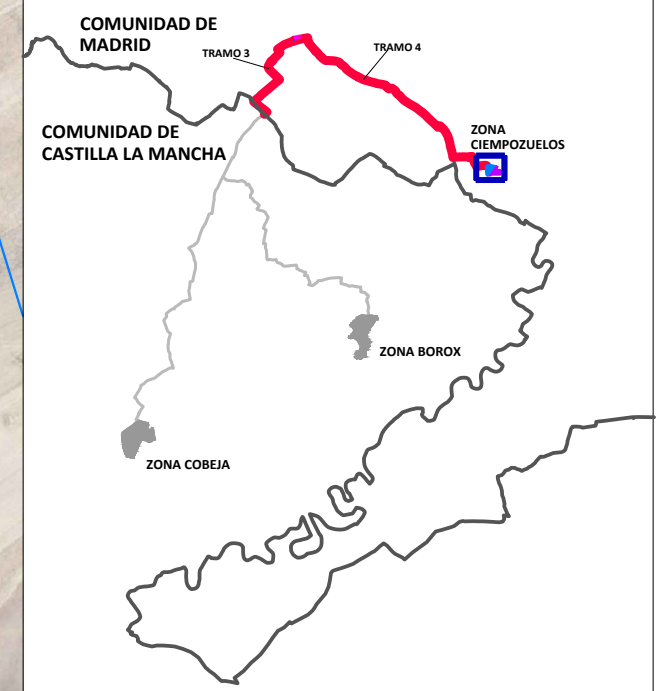 COMUNIDAD DE
MADRID
TRAMO 3
TRAMO 4
COMUNIDAD DE
CASTILLA LA MANCHA
ZONA
CIEMPOZUELOS
ZONA BOROX
ZONA COBEJA